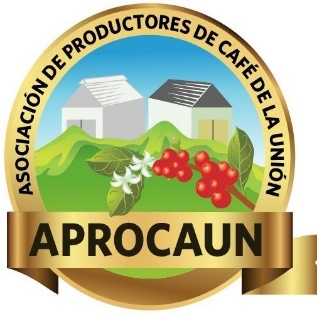 ASOCIACIÓN DE PRODUCTORES DE CAFÉ DE LA UNIÓN
APROCAUN